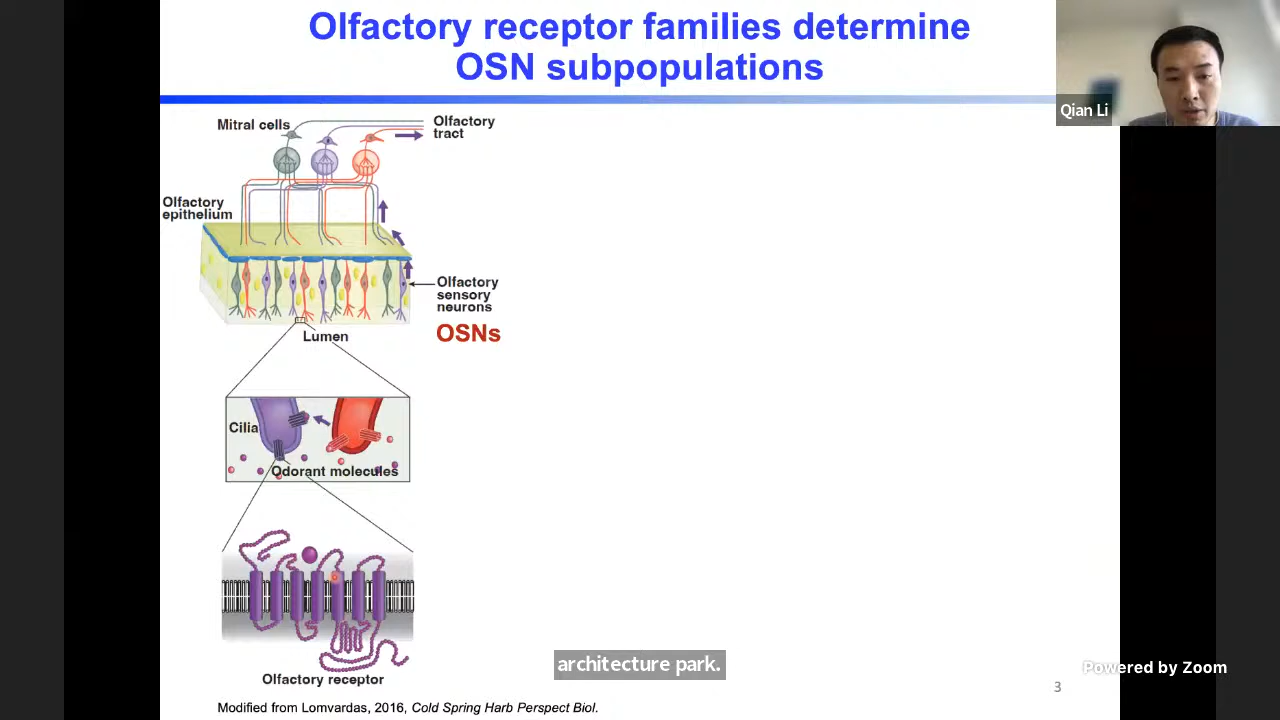 Olfactory receptor families determine
OSN subpopulations
Qian Li
Mitral cells
Olfactory
tract
Olfactory
epithelium
Olfactory
sensory
neurons
OSNs
Lumen
Cilia
Odorant molecules
Olfactory receptor
architecture park.
Powered by Zoom
3
Modified from Lomvardas, 2016, Cold Spring Harb Perspect Biol.